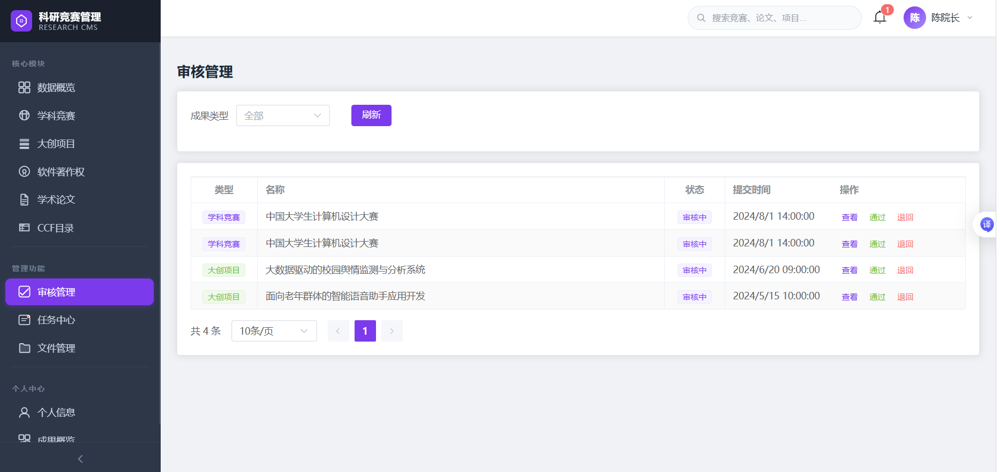 科研竞赛管理
RESEARCH CMS
搜索竞赛、论文、项目...
1
陈
陈院长
核心模块
数据概览
学科竞赛
大创项目
软件著作权
学术论文
CCF目录
管理功能
审核管理
任务中心
文件管理
个人中心
个人信息
成果概览
审核管理
成果类型 全部 刷新
类型 名称 状态 提交时间 操作
学科竞赛 中国大学生计算机设计大赛 审核中 2024/8/1 14:00:00 查看 通过 退回
学科竞赛 中国大学生计算机设计大赛 审核中 2024/8/1 14:00:00 查看 通过 退回
大创项目 大数据驱动的校园舆情监测与分析系统 审核中 2024/6/20 09:00:00 查看 通过 退回
大创项目 面向老年群体的智能语音助手应用开发 审核中 2024/5/15 10:00:00 查看 通过 退回
共 4 条 10条/页 1
译